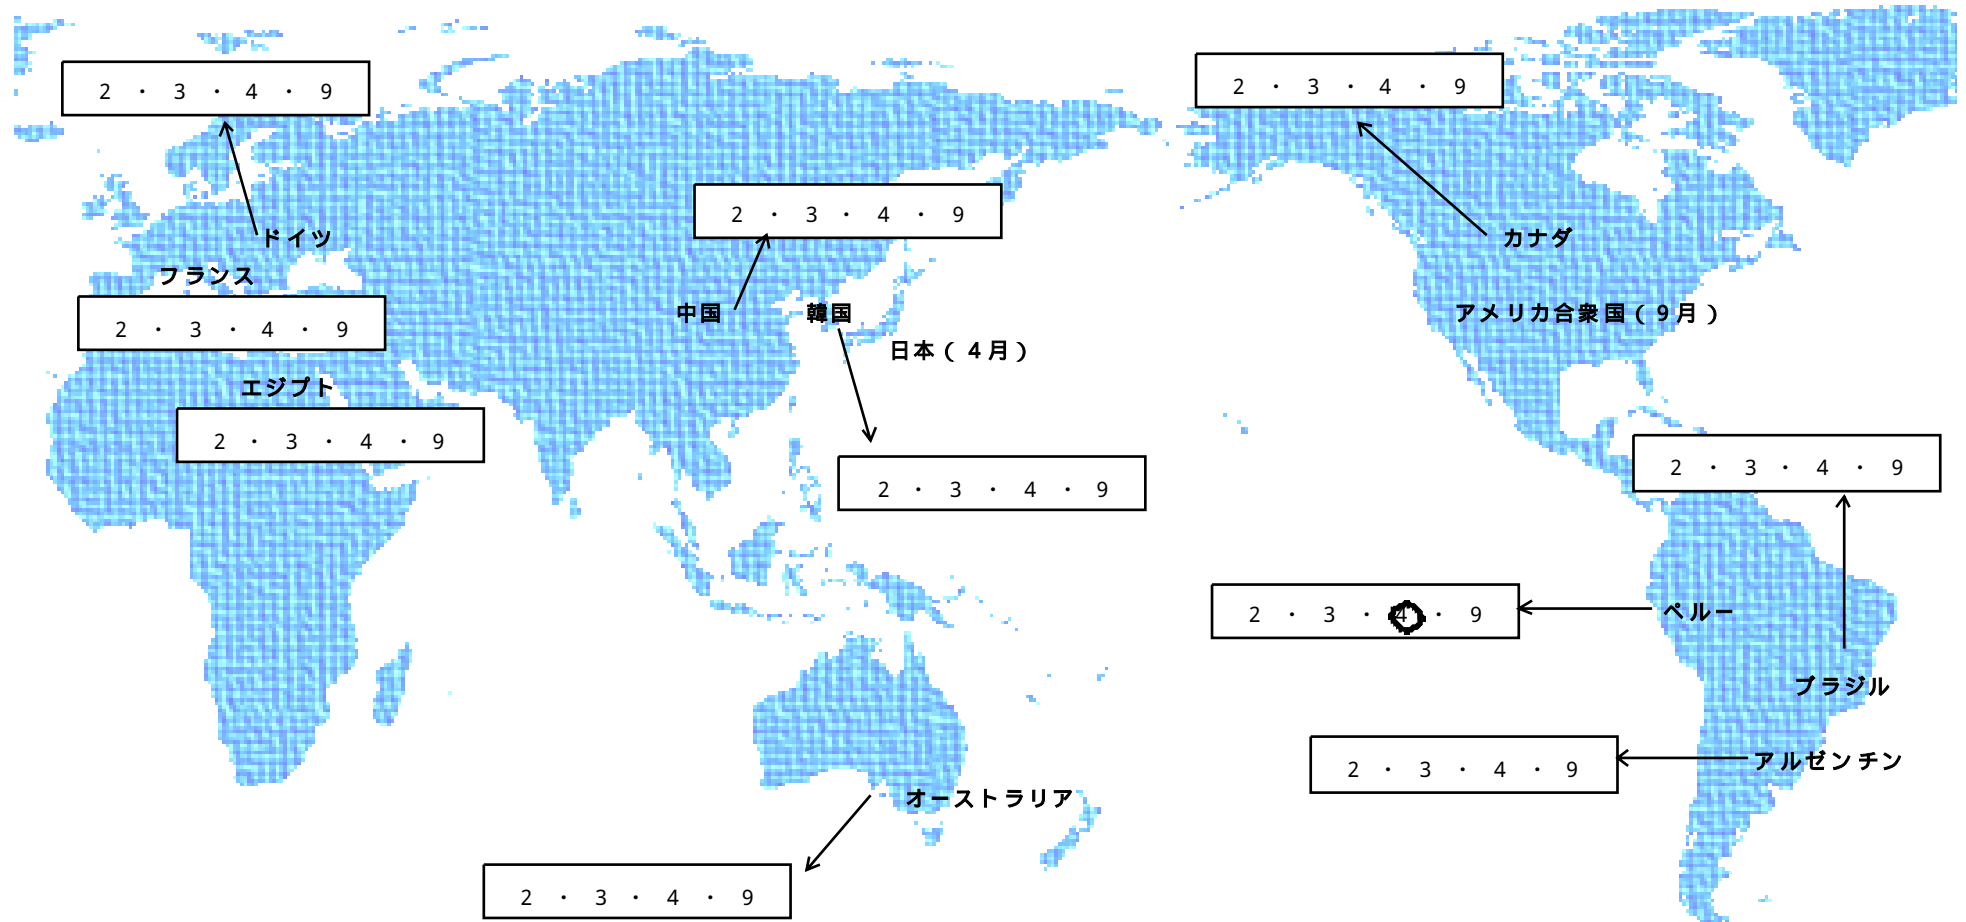 2 ・ 3 ・ 4 ・ 9
2 ・ 3 ・ 4 ・ 9
2 ・ 3 ・ 4 ・ 9
ドイツ
カナダ
フランス
2 ・ 3 ・ 4 ・ 9
中国
韓国
アメリカ合衆国(9月)
日本(4月)
エジプト
2 ・ 3 ・ 4 ・ 9
2 ・ 3 ・ 4 ・ 9
2 ・ 3 ・ 4 ・ 9
2 ・ 3 ・ 4 ・ 9
ペルー
ブラジル
2 ・ 3 ・ 4 ・ 9
アルゼンチン
オーストラリア
2 ・ 3 ・ 4 ・ 9